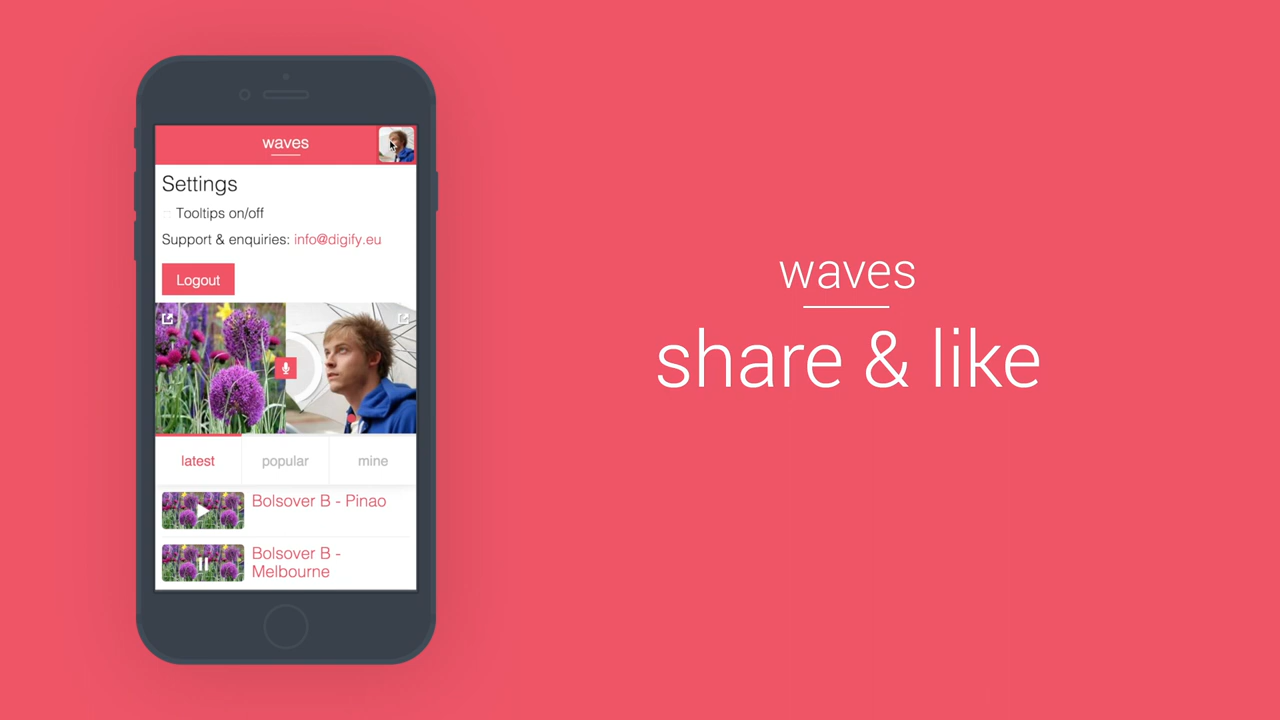 waves
Settings
Tooltips on/off
Support & enquiries: info@digify.eu
Logout
latest
popular
mine
Bolsover B - Pinao
Bolsover B -
Melbourne
waves
share & like